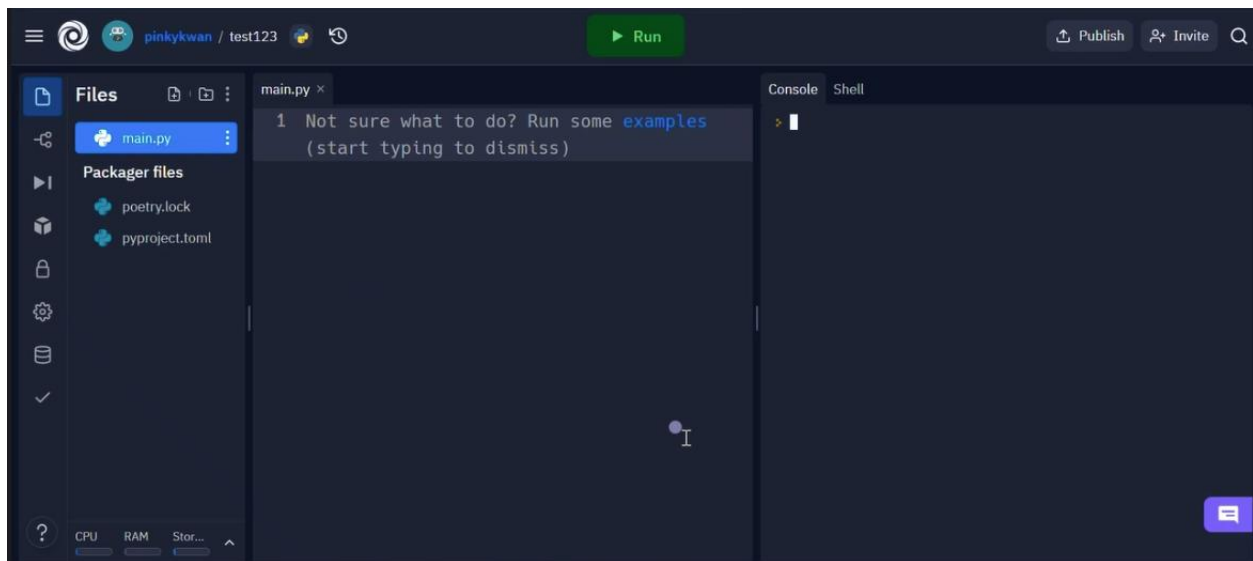 pinkykwan / test123
Run
Publish
Invite
Files
main.py
Packager files
poetry.lock
pyproject.toml
CPU RAM Stor...
main.py ×
1 Not sure what to do? Run some examples
(start typing to dismiss)
Console Shell
>
?